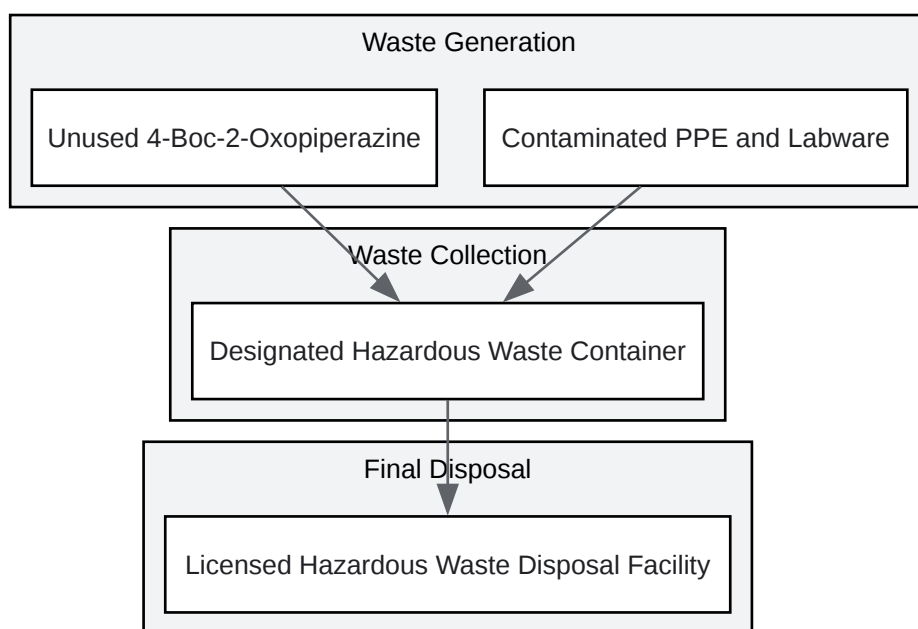 Waste Generation
Unused 4-Boc-2-Oxopiperazine
Contaminated PPE and Labware
Waste Collection
Designated Hazardous Waste Container
Final Disposal
Licensed Hazardous Waste Disposal Facility